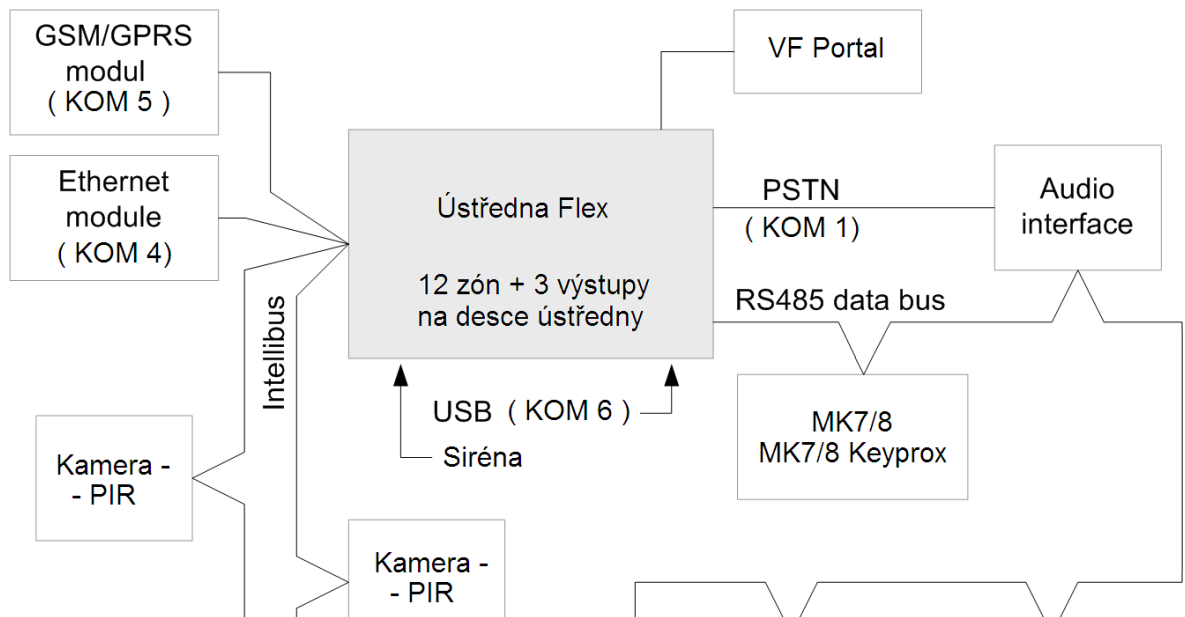 GSM/GPRS
modul
( KOM 5 )
VF Portal
Ethernet
module
( KOM 4)
Ústředna Flex
12 zón + 3 výstupy
na desce ústředny
PSTN
( KOM 1)
Audio
interface
RS485 data bus
Intellibus
USB ( KOM 6 )
Siréna
MK7/8
MK7/8 Keyprox
Kamera -
- PIR
Kamera -
- PIR